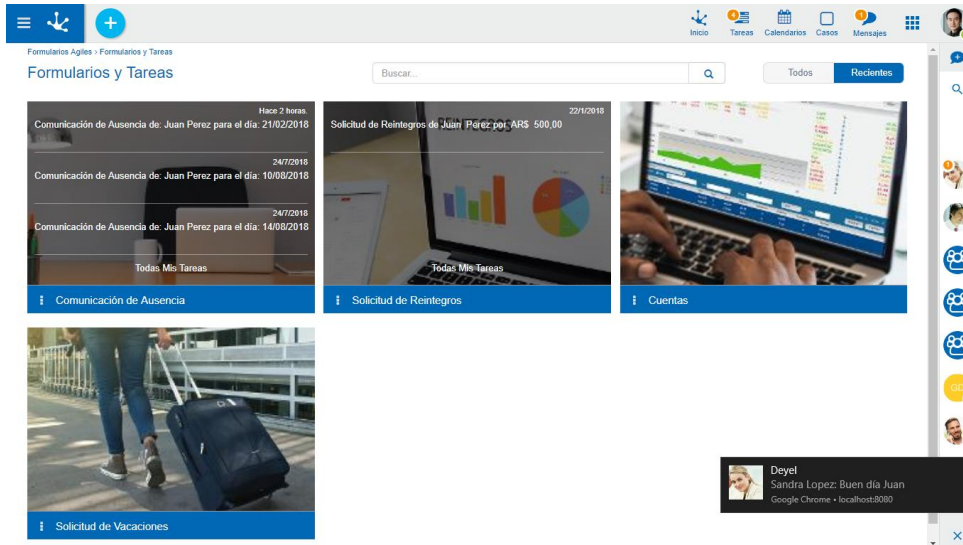 4
1
Inicio
Tareas
Calendarios
Casos
Mensajes
Formularios Agiles > Formularios y Tareas
Formularios y Tareas
Buscar...
Todos
Recientes
Hace 2 horas.
Comunicación de Ausencia de: Juan Perez para el día: 21/02/2018
24/7/2018
Comunicación de Ausencia de: Juan Perez para el día: 10/08/2018
24/7/2018
Comunicación de Ausencia de: Juan Perez para el día: 14/08/2018
Todas Mis Tareas
Comunicación de Ausencia
22/1/2018
Solicitud de Reintegros de Juan Perez por AR$ 500,00
Todas Mis Tareas
Solicitud de Reintegros
Cuentas
Solicitud de Vacaciones
1
GD
Deyel
Sandra Lopez: Buen día Juan
Google Chrome • localhost:8080